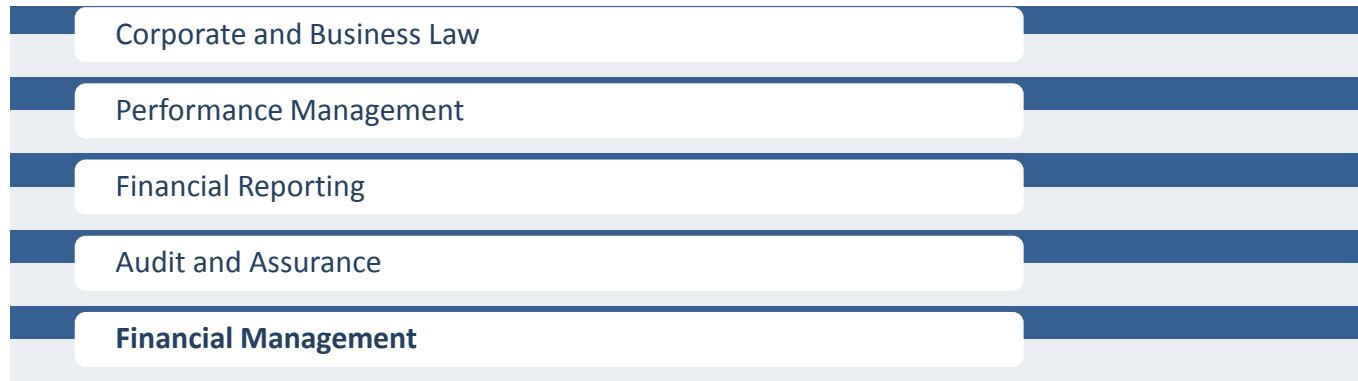 Corporate and Business Law
Performance Management
Financial Reporting
Audit and Assurance
Financial Management